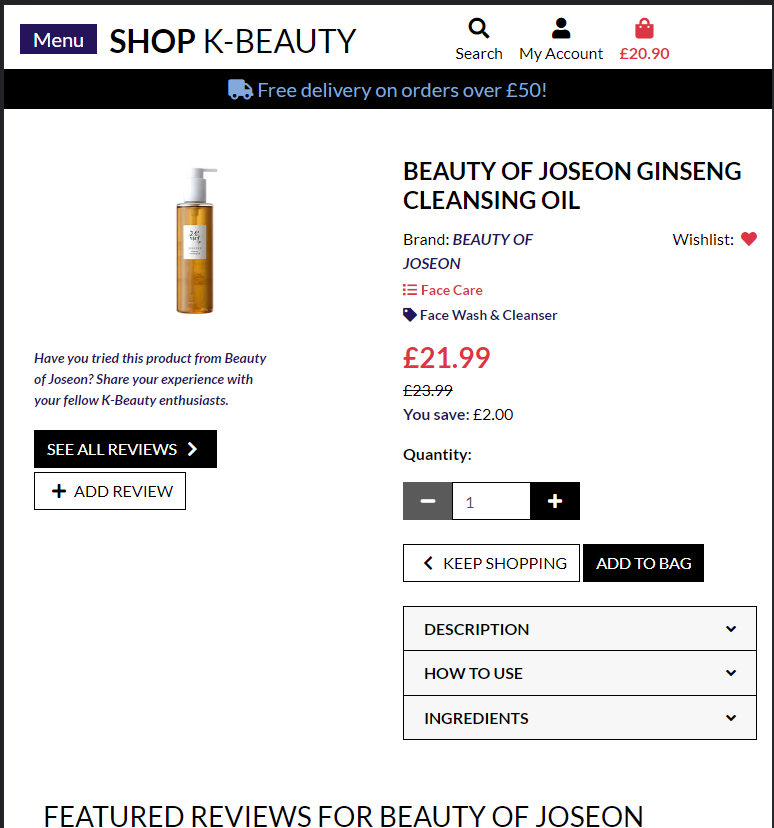 Menu SHOP K-BEAUTY
Search My Account £20.90
Free delivery on orders over £50!
BEAUTY OF JOSEON GINSENG
CLEANSING OIL
Brand: BEAUTY OF
JOSEON
Wishlist:
Face Care
Face Wash & Cleanser
£21.99
£23.99
You save: £2.00
Quantity:
1
KEEP SHOPPING ADD TO BAG
DESCRIPTION
HOW TO USE
INGREDIENTS
Have you tried this product from Beauty
of Joseon? Share your experience with
your fellow K-Beauty enthusiasts.
SEE ALL REVIEWS
ADD REVIEW
FEATURED REVIEWS FOR BEAUTY OF JOSEON